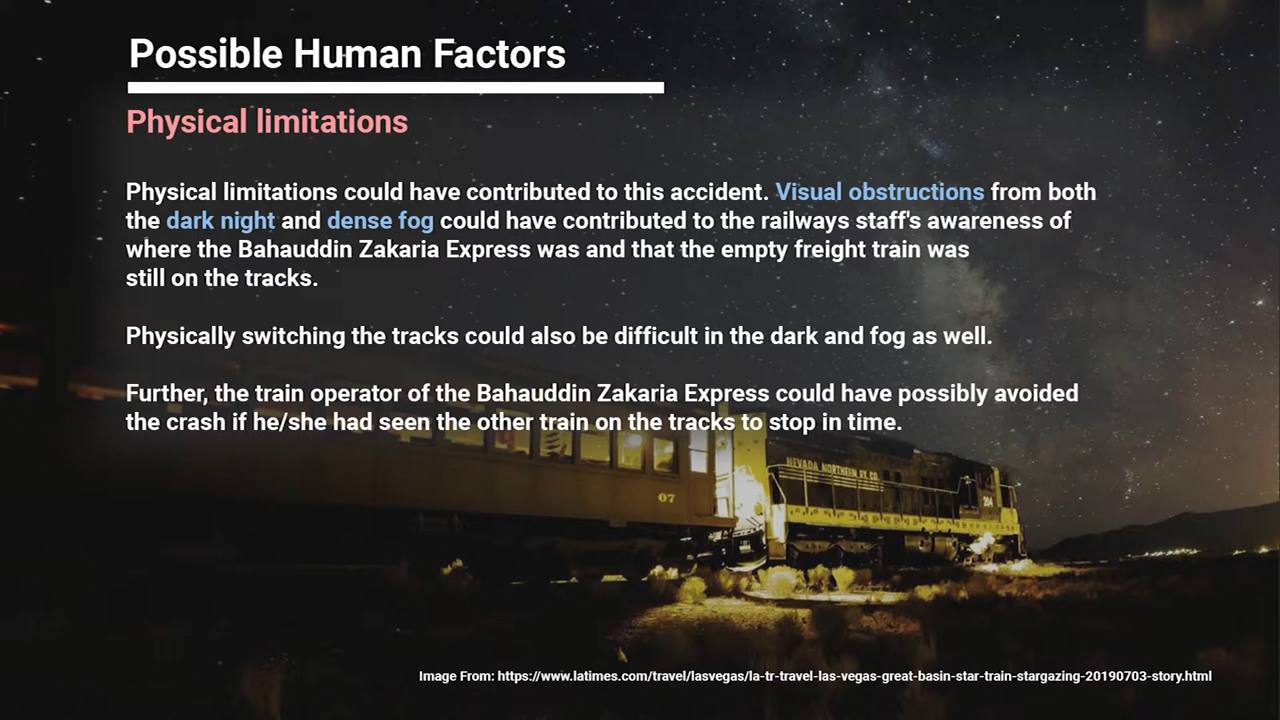 Possible Human Factors
Physical limitations
Physical limitations could have contributed to this accident. Visual obstructions from both
the dark night and dense fog could have contributed to the railways staff's awareness of
where the Bahauddin Zakaria Express was and that the empty freight train was
still on the tracks.
Physically switching the tracks could also be difficult in the dark and fog as well.
Further, the train operator of the Bahauddin Zakaria Express could have possibly avoided
the crash if he/she had seen the other train on the tracks to stop in time.
NEVADA NORTHERN RY. CO.
07
204
Image From: https://www.latimes.com/travel/lasvegas/la-tr-travel-las-vegas-great-basin-star-train-stargazing-20190703-story.html